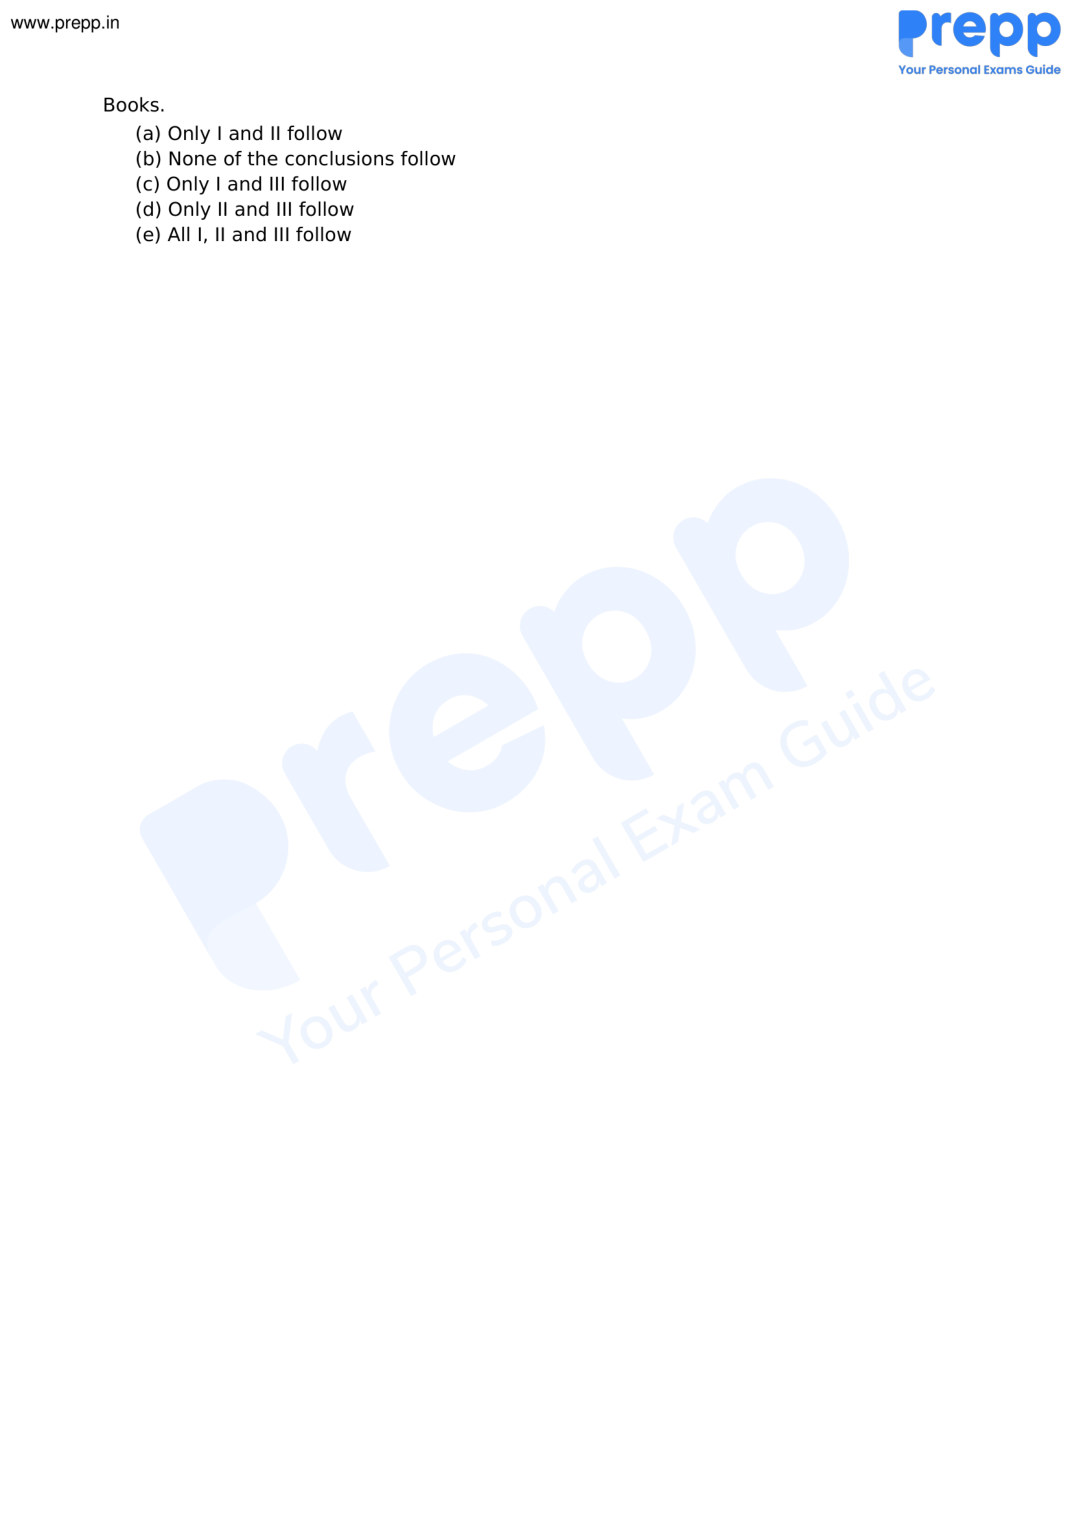 www.prepp.in
prepp
Your Personal Exams Guide
Books.
(a) Only I and II follow
(b) None of the conclusions follow
(c) Only I and III follow
(d) Only II and III follow
(e) All I, II and III follow
prepp
Your Personal Exam Guide